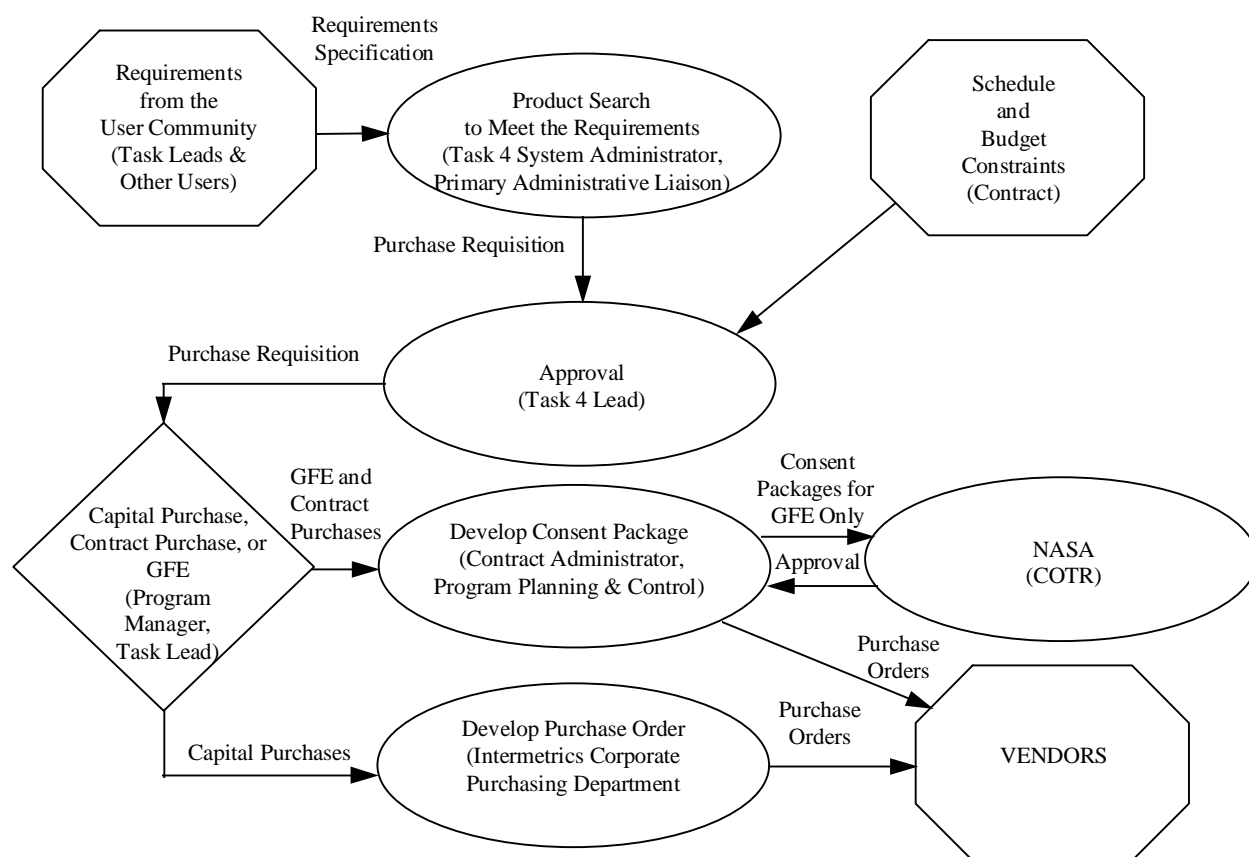 Requirements
Specification
Requirements
from the
User Community
(Task Leads &
Other Users)
Product Search
to Meet the Requirements
(Task 4 System Administrator,
Primary Administrative Liaison)
Schedule
and
Budget
Constraints
(Contract)
Purchase Requisition
Purchase Requisition
Approval
(Task 4 Lead)
Capital Purchase,
Contract Purchase, or
GFE
(Program
Manager,
Task Lead)
GFE and
Contract
Purchases
Develop Consent Package
(Contract Administrator,
Program Planning & Control)
Consent
Packages for
GFE Only
Approval
NASA
(COTR)
Purchase
Orders
Capital Purchases
Develop Purchase Order
(Intermetrics Corporate
Purchasing Department
Purchase
Orders
VENDORS